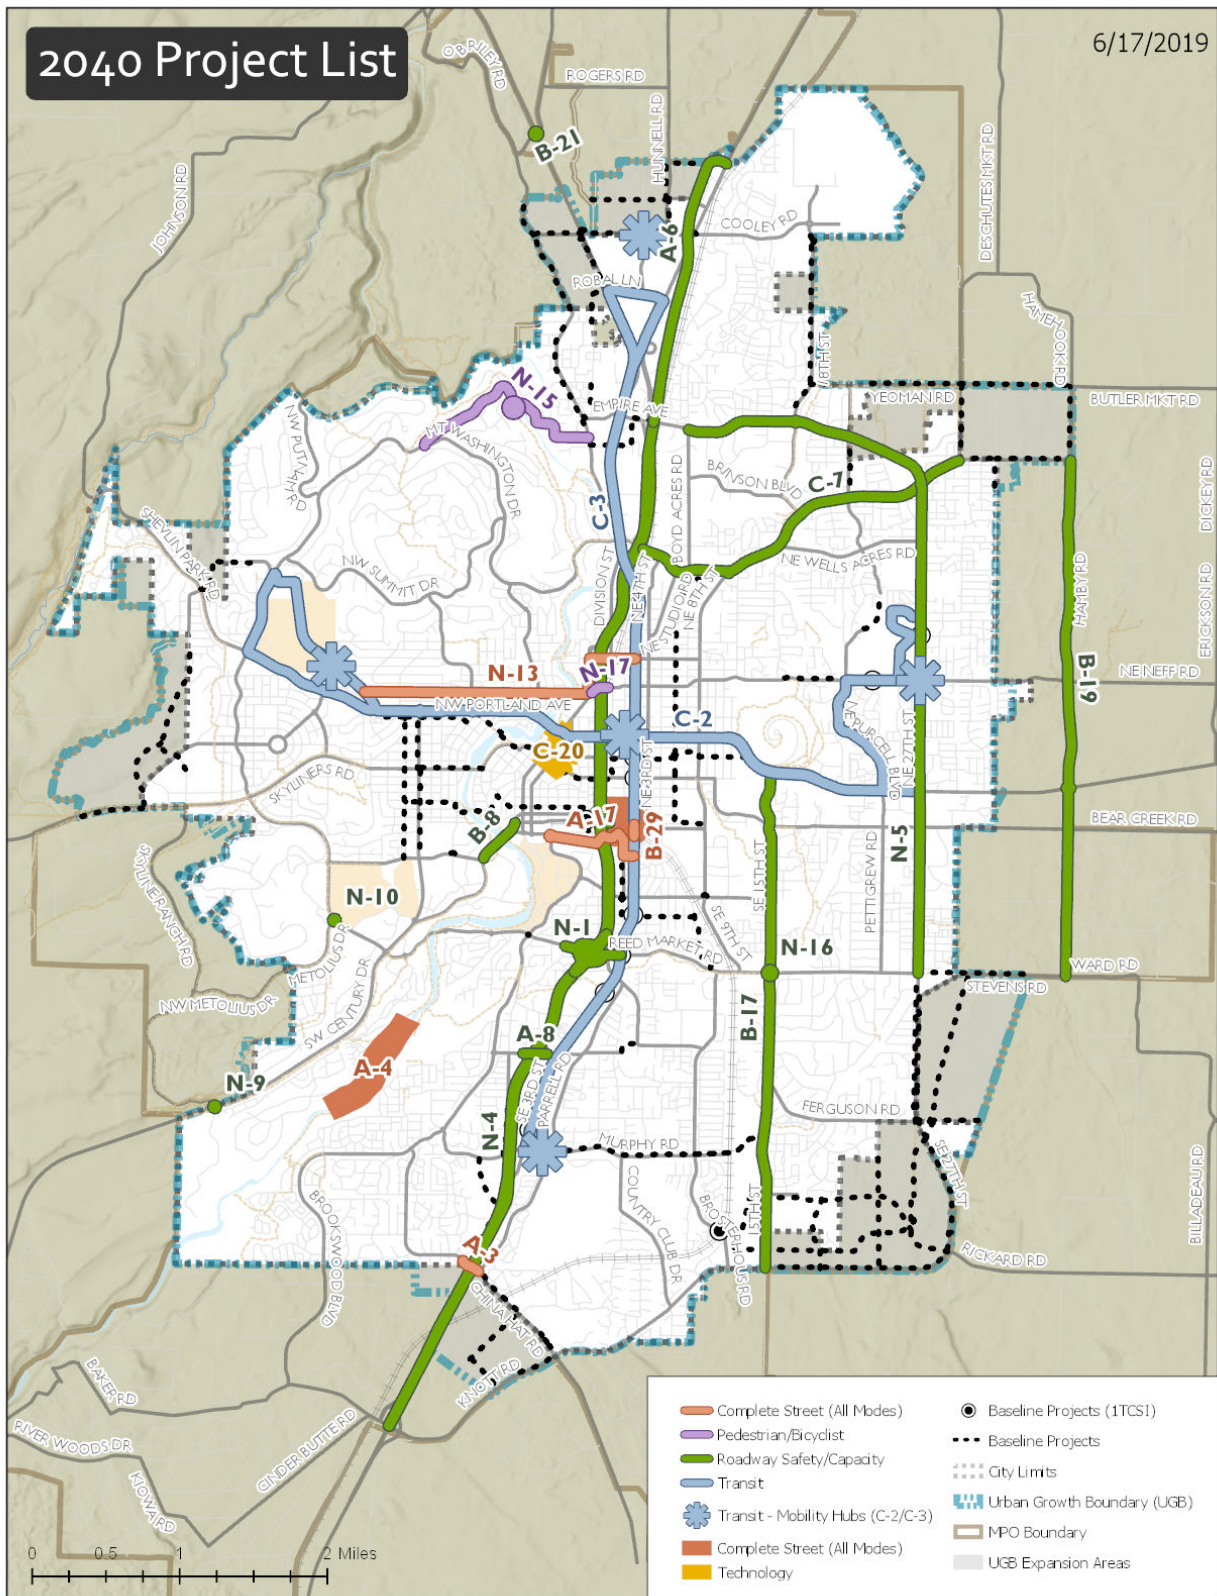 2040 Project List
6/17/2019
O B RILEY RD
ROGERS RD
HUNNELL RD
DESCHUTES MKT RD
B-21
JOHNSON RD
COOLEY RD
A-6
ROBAL LN
HAMEHOOK RD
18TH ST
N-15
EMPIRE AVE
YEOMAN RD
BUTLER MKT RD
NW PUTNAM RD
MT WASHINGTON DR
BRINSON BLVD
C-7
C-3
BOYD ACRES RD
DICKEY RD
SHEVLIN PARK RD
NW SUMMIT DR
DIVISION ST
NE 4TH ST
NE STUDIO RD
NE 8TH ST
NE WELLS ACRES RD
HAMBY RD
ERICKSON RD
N-13
N-17
NE NEFF RD
B-19
NW PORTLAND AVE
C-2
NE PURCELL BLVD
NE 27TH ST
C-20
NE 3RD ST
SKYLINERS RD
B-8
A-17
B-29
BEAR CREEK RD
SE 15TH ST
N-5
PETTIGREW RD
SKYLINE RANCH RD
N-10
SE 9TH ST
METOLIUS DR
N-1
REED MARKET RD
N-16
WARD RD
STEVENS RD
NW METOLIUS DR
SW CENTURY DR
B-17
A-8
A-4
N-9
SE 3RD ST
PARRELL RD
FERGUSON RD
N-4
MURPHY RD
SE 27TH ST
COUNTRY CLUB DR
BROSTERHOUS RD
15TH ST
BILLADEAU RD
BROOKSWOOD BLVD
A-3
RICKARD RD
CHINA HAT RD
KNOTT RD
BAKER RD
RIVER WOODS DR
CINDER BUTTE RD
KIOWA RD
Complete Street (All Modes)
Pedestrian/Bicyclist
Roadway Safety/Capacity
Transit
Transit - Mobility Hubs (C-2/C-3)
Complete Street (All Modes)
Technology
Baseline Projects (1TCSI)
Baseline Projects
City Limits
Urban Growth Boundary (UGB)
MPO Boundary
UGB Expansion Areas
0 0.5 1 2 Miles